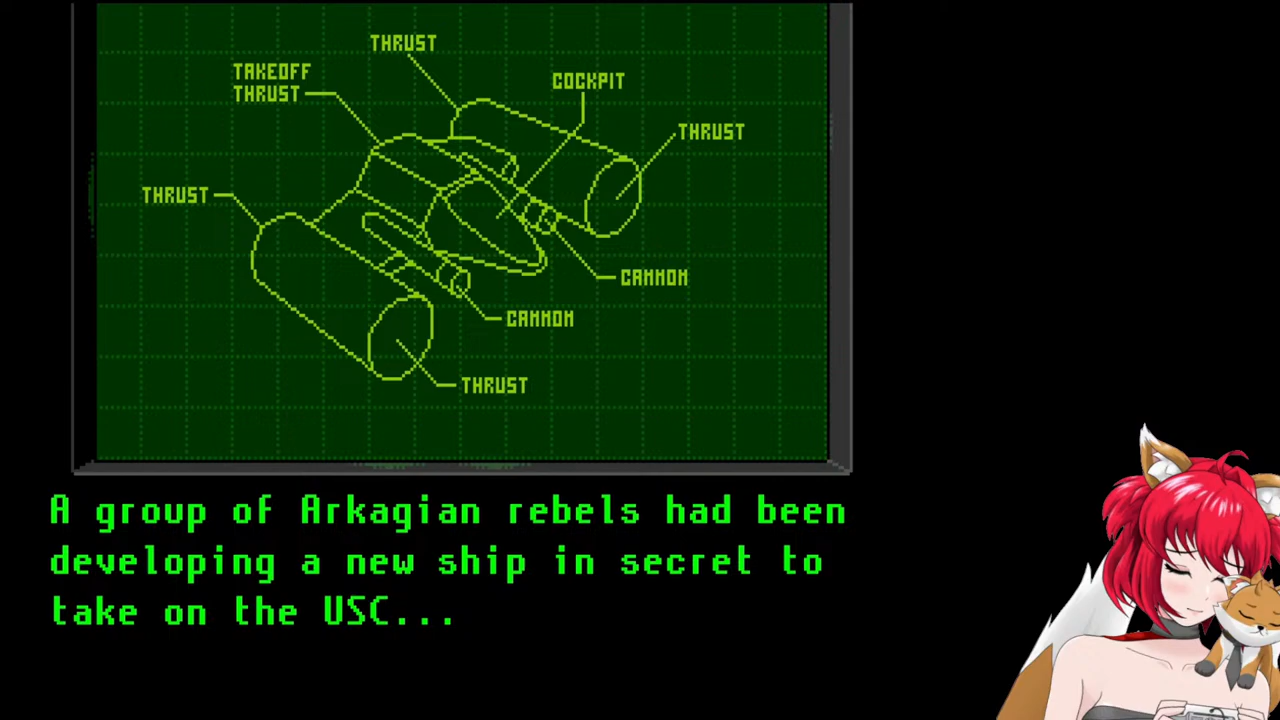 THRUST
TAKEOFF
THRUST
COCKPIT
THRUST
THRUST
CANNON
CANNON
THRUST
A group of Arkagian rebels had been
developing a new ship in secret to
take on the USC...